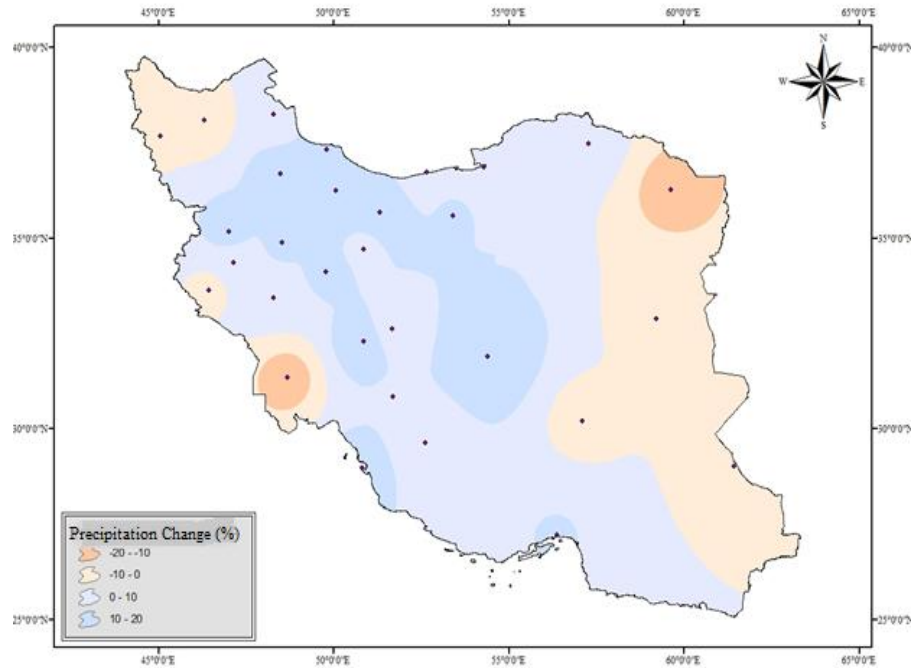 45°0'0"E 50°0'0"E 55°0'0"E 60°0'0"E 65°0'0"E
40°0'0"N 40°0'0"N
N
W E
S
35°0'0"N 35°0'0"N
30°0'0"N 30°0'0"N
Precipitation Change (%)
-20 - -10
-10 - 0
0 - 10
10 - 20
25°0'0"N 25°0'0"N
45°0'0"E 50°0'0"E 55°0'0"E 60°0'0"E 65°0'0"E